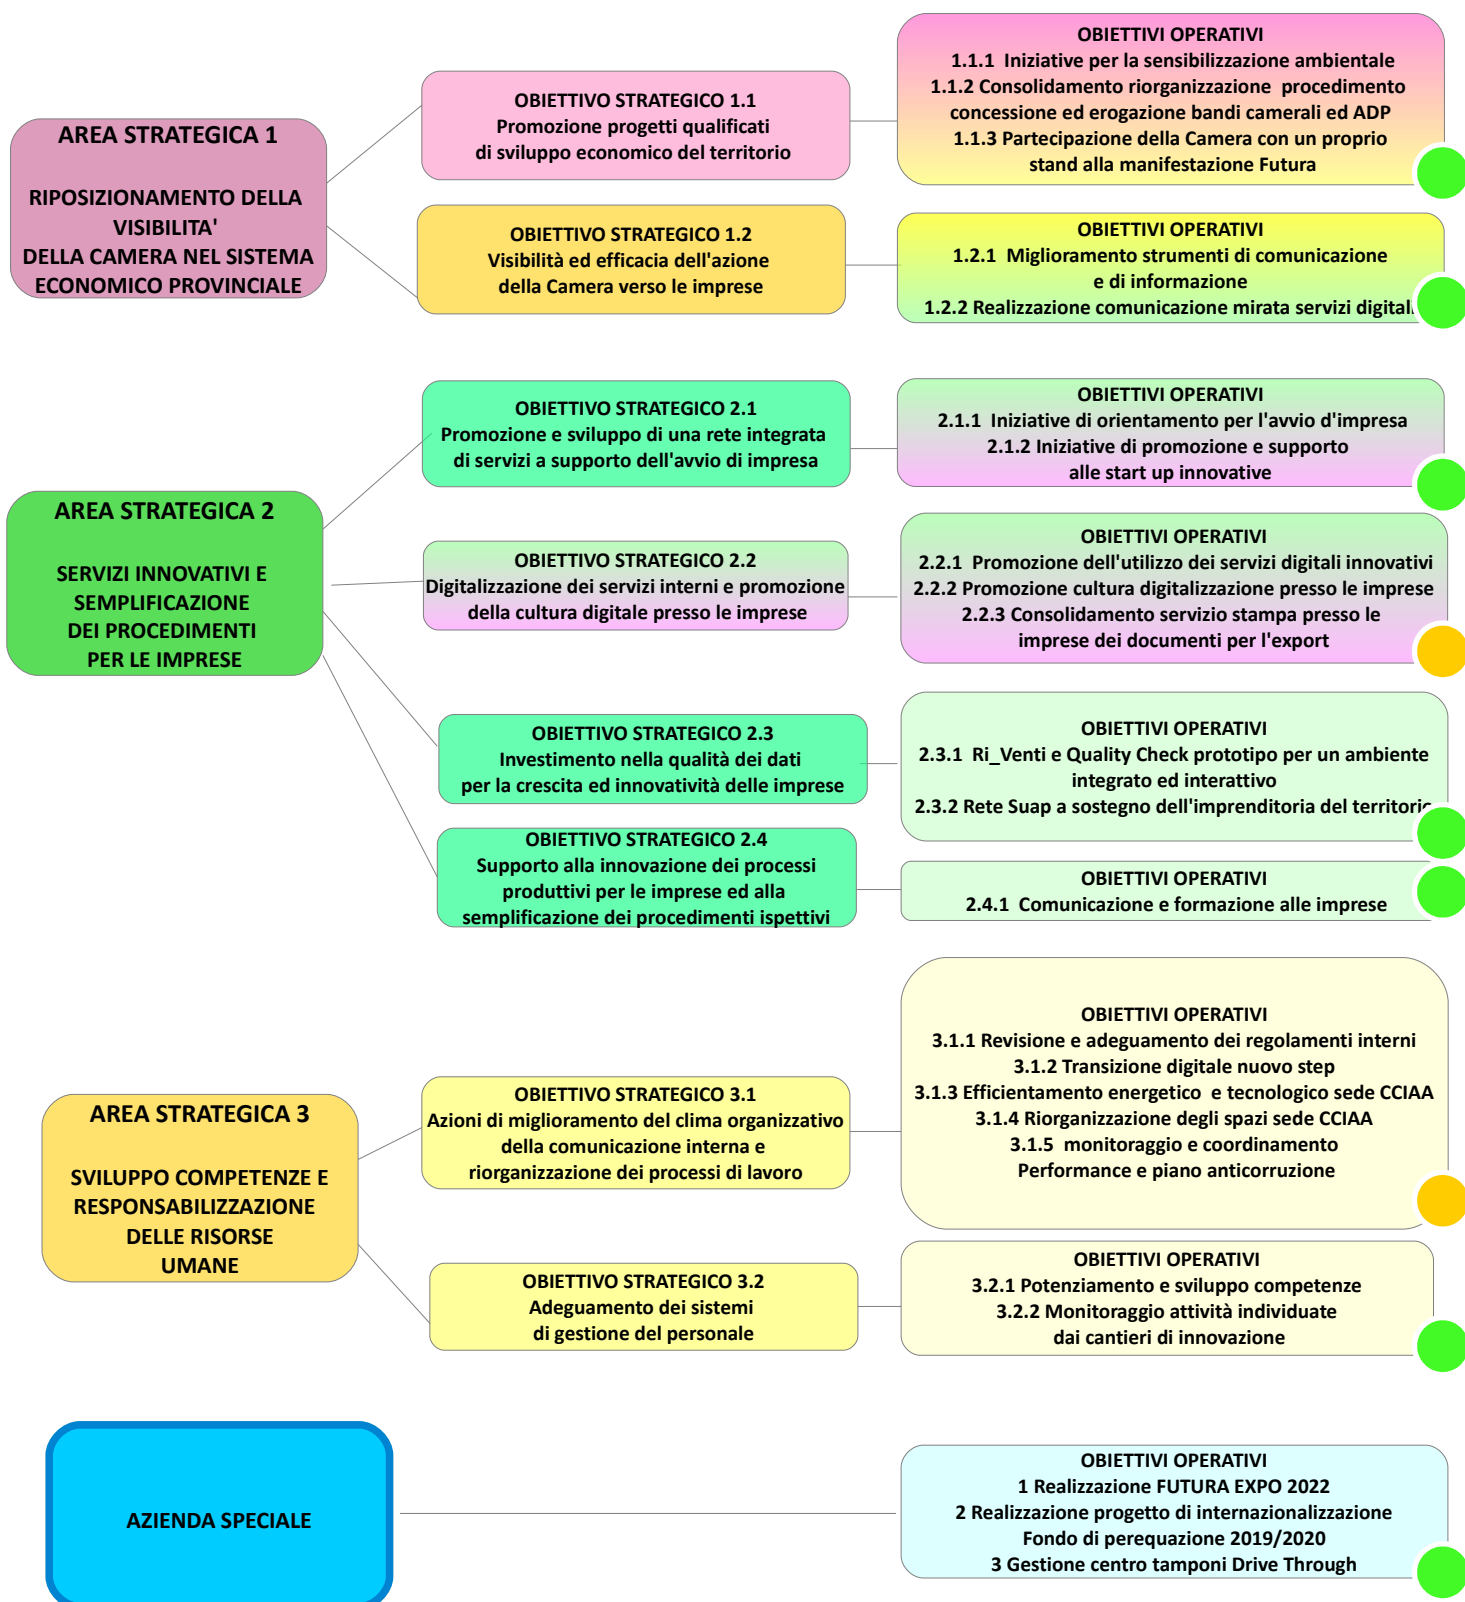 AREA STRATEGICA 1
RIPOSIZIONAMENTO DELLA
VISIBILITA'
DELLA CAMERA NEL SISTEMA
ECONOMICO PROVINCIALE
OBIETTIVO STRATEGICO 1.1
Promozione progetti qualificati
di sviluppo economico del territorio
OBIETTIVI OPERATIVI
1.1.1 Iniziative per la sensibilizzazione ambientale
1.1.2 Consolidamento riorganizzazione procedimento
concessione ed erogazione bandi camerali ed ADP
1.1.3 Partecipazione della Camera con un proprio
stand alla manifestazione Futura
OBIETTIVO STRATEGICO 1.2
Visibilità ed efficacia dell'azione
della Camera verso le imprese
OBIETTIVI OPERATIVI
1.2.1 Miglioramento strumenti di comunicazione
e di informazione
1.2.2 Realizzazione comunicazione mirata servizi digitali
AREA STRATEGICA 2
SERVIZI INNOVATIVI E
SEMPLIFICAZIONE
DEI PROCEDIMENTI
PER LE IMPRESE
OBIETTIVO STRATEGICO 2.1
Promozione e sviluppo di una rete integrata
di servizi a supporto dell'avvio di impresa
OBIETTIVI OPERATIVI
2.1.1 Iniziative di orientamento per l'avvio d'impresa
2.1.2 Iniziative di promozione e supporto
alle start up innovative
OBIETTIVO STRATEGICO 2.2
Digitalizzazione dei servizi interni e promozione
della cultura digitale presso le imprese
OBIETTIVI OPERATIVI
2.2.1 Promozione dell'utilizzo dei servizi digitali innovativi
2.2.2 Promozione cultura digitalizzazione presso le imprese
2.2.3 Consolidamento servizio stampa presso le
imprese dei documenti per l'export
OBIETTIVO STRATEGICO 2.3
Investimento nella qualità dei dati
per la crescita ed innovatività delle imprese
OBIETTIVI OPERATIVI
2.3.1 Ri_Venti e Quality Check prototipo per un ambiente
integrato ed interattivo
2.3.2 Rete Suap a sostegno dell'imprenditoria del territorio
OBIETTIVO STRATEGICO 2.4
Supporto alla innovazione dei processi
produttivi per le imprese ed alla
semplificazione dei procedimenti ispettivi
OBIETTIVI OPERATIVI
2.4.1 Comunicazione e formazione alle imprese
AREA STRATEGICA 3
SVILUPPO COMPETENZE E
RESPONSABILIZZAZIONE
DELLE RISORSE
UMANE
OBIETTIVO STRATEGICO 3.1
Azioni di miglioramento del clima organizzativo
della comunicazione interna e
riorganizzazione dei processi di lavoro
OBIETTIVI OPERATIVI
3.1.1 Revisione e adeguamento dei regolamenti interni
3.1.2 Transizione digitale nuovo step
3.1.3 Efficientamento energetico e tecnologico sede CCIAA
3.1.4 Riorganizzazione degli spazi sede CCIAA
3.1.5 monitoraggio e coordinamento
Performance e piano anticorruzione
OBIETTIVO STRATEGICO 3.2
Adeguamento dei sistemi
di gestione del personale
OBIETTIVI OPERATIVI
3.2.1 Potenziamento e sviluppo competenze
3.2.2 Monitoraggio attività individuate
dai cantieri di innovazione
AZIENDA SPECIALE
OBIETTIVI OPERATIVI
1 Realizzazione FUTURA EXPO 2022
2 Realizzazione progetto di internazionalizzazione
Fondo di perequazione 2019/2020
3 Gestione centro tamponi Drive Through